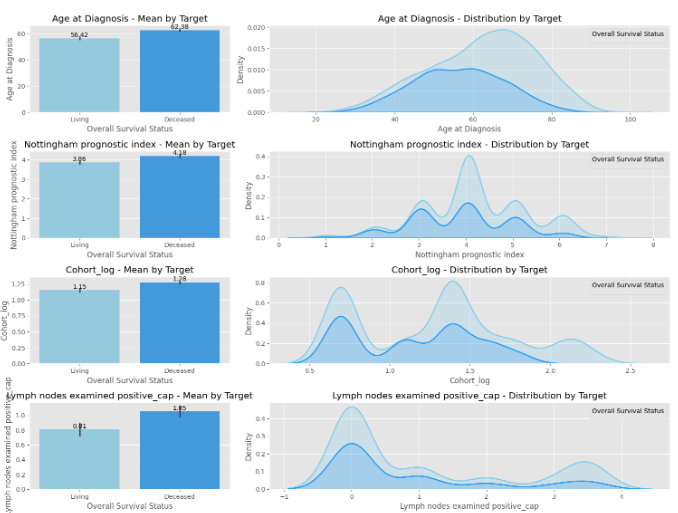 Age at Diagnosis - Mean by Target
Age at Diagnosis - Distribution by Target
Age at Diagnosis
60
40
20
0
56.42
62.38
Living
Deceased
Overall Survival Status
Density
0.020
0.015
0.010
0.005
0.000
Overall Survival Status
20
40
60
80
100
Age at Diagnosis
Nottingham prognostic index - Mean by Target
Nottingham prognostic index - Distribution by Target
Nottingham prognostic index
4
3
2
1
0
3.86
4.18
Living
Deceased
Overall Survival Status
Density
0.4
0.3
0.2
0.1
0.0
Overall Survival Status
0
1
2
3
4
5
6
7
8
Nottingham prognostic index
Cohort_log - Mean by Target
Cohort_log - Distribution by Target
Cohort_log
1.25
1.00
0.75
0.50
0.25
0.00
1.15
1.28
Living
Deceased
Overall Survival Status
Density
0.8
0.6
0.4
0.2
0.0
Overall Survival Status
0.5
1.0
1.5
2.0
2.5
Cohort_log
Lymph nodes examined positive_cap - Mean by Target
Lymph nodes examined positive_cap - Distribution by Target
ymph nodes examined positive_cap
1.0
0.8
0.6
0.4
0.2
0.0
0.81
1.05
Living
Deceased
Overall Survival Status
Density
0.5
0.4
0.3
0.2
0.1
0.0
Overall Survival Status
−1
0
1
2
3
4
Lymph nodes examined positive_cap